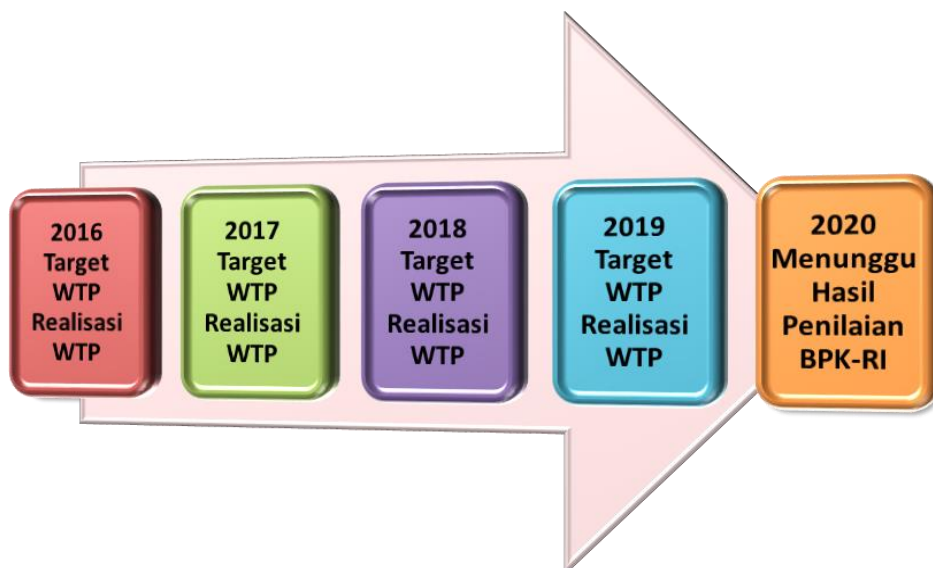 2016
Target
WTP
Realisasi
WTP
2017
Target
WTP
Realisasi
WTP
2018
Target
WTP
Realisasi
WTP
2019
Target
WTP
Realisasi
WTP
2020
Menunggu
Hasil
Penilaian
BPK-RI